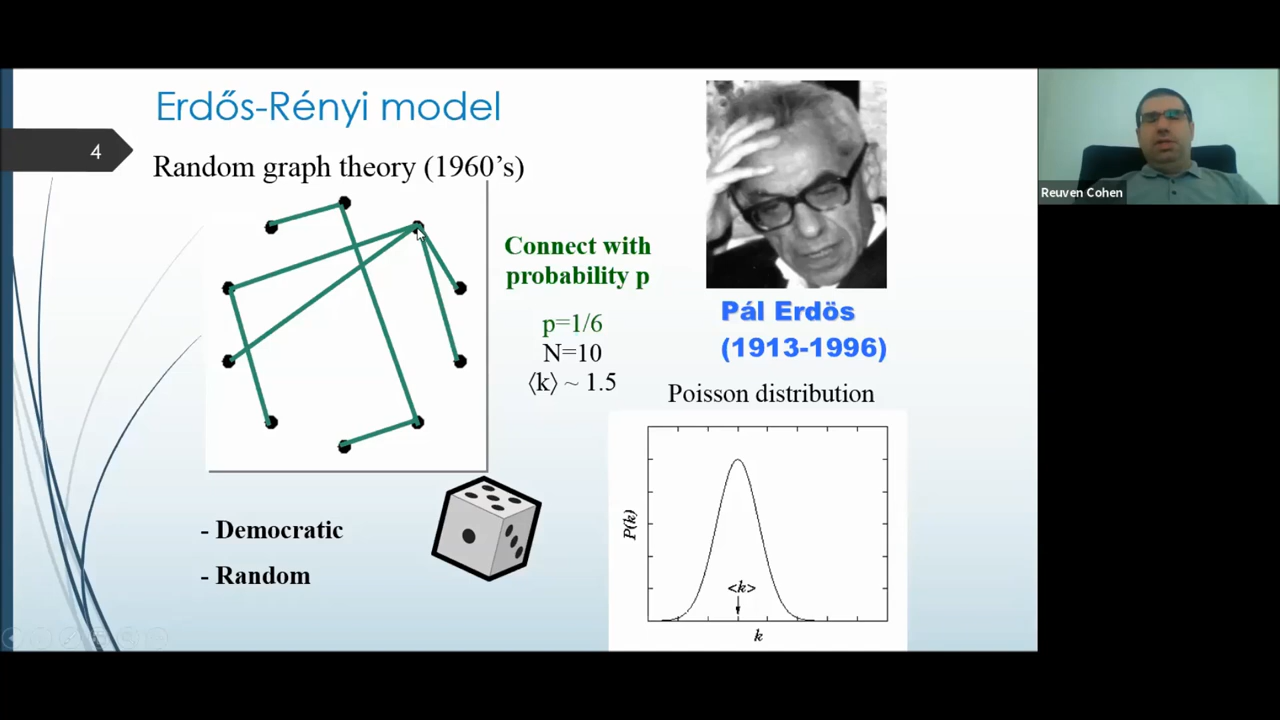 Erdős-Rényi model
4
Random graph theory (1960’s)
Connect with
probability p
p=1/6
N=10
⟨k⟩ ~ 1.5
Pál Erdös
(1913-1996)
Poisson distribution
P(k)
<k>
k
- Democratic
- Random
Reuven Cohen